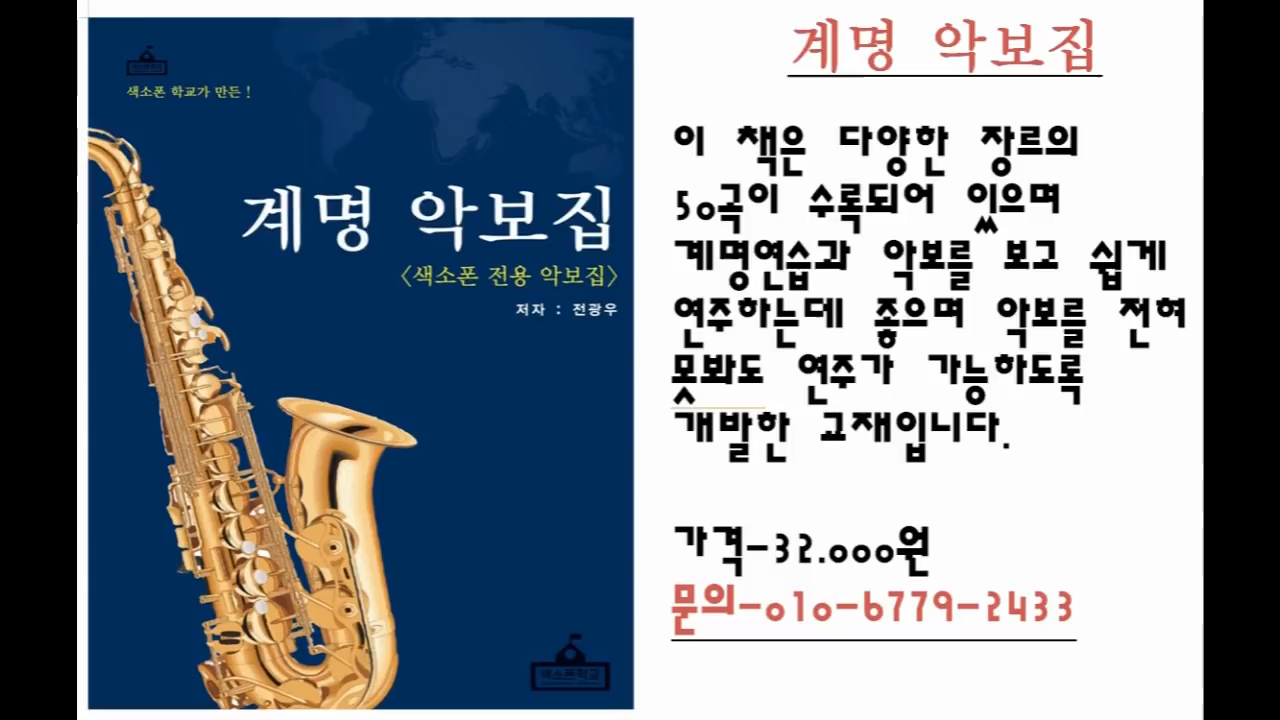 색소폰 학교가 만든 !
계명 악보집
<색소폰 전용 악보집>
저자 : 전광우
색소폰학교
계명 악보집
이 책은 다양한 장르의
50곡이 수록되어 있으며
계명연습과 악보를 보고 쉽게
연주하는데 좋으며 악보를 전혀
못봐도 연주가 가능하도록
개발한 교재입니다.
가격-32.000원
문의-010-6779-2433